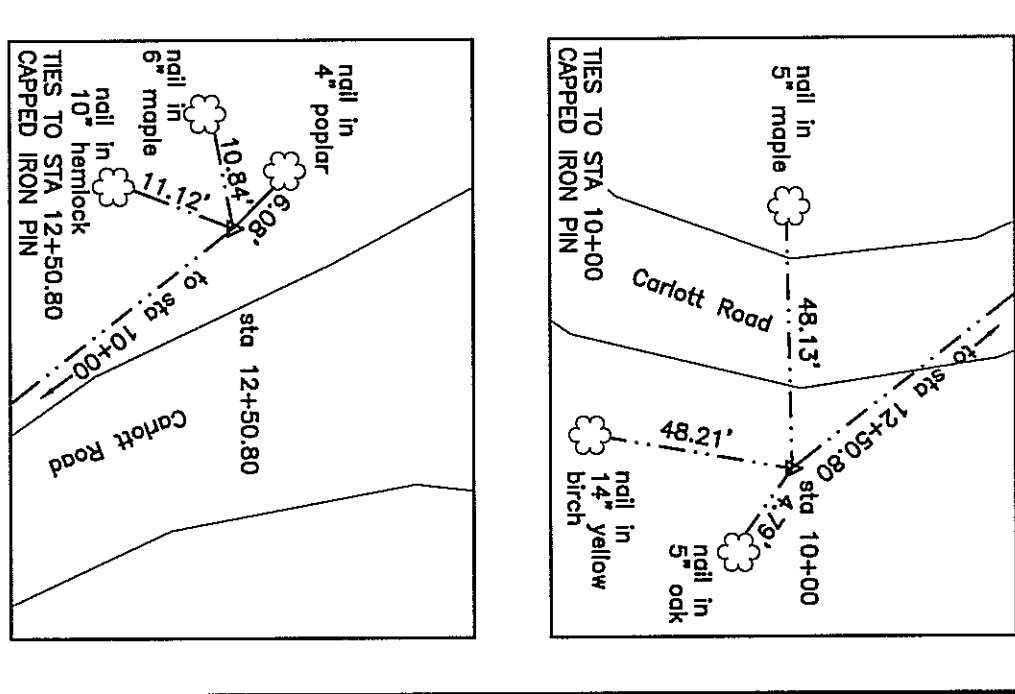 nail in
5" maple
48.13'
sta 10+00
Carlott Road
to sta 12+50.80
48.21'
nail in
14" yellow
birch
4.79'
nail in
5" oak
TIES TO STA 10+00
CAPPED IRON PIN
nail in
4" poplar
6.08'
nail in
6" maple
10.84'
nail in
10" hemlock
11.12'
sta 12+50.80
to sta 10+00
Carlott Road
TIES TO STA 12+50.80
CAPPED IRON PIN